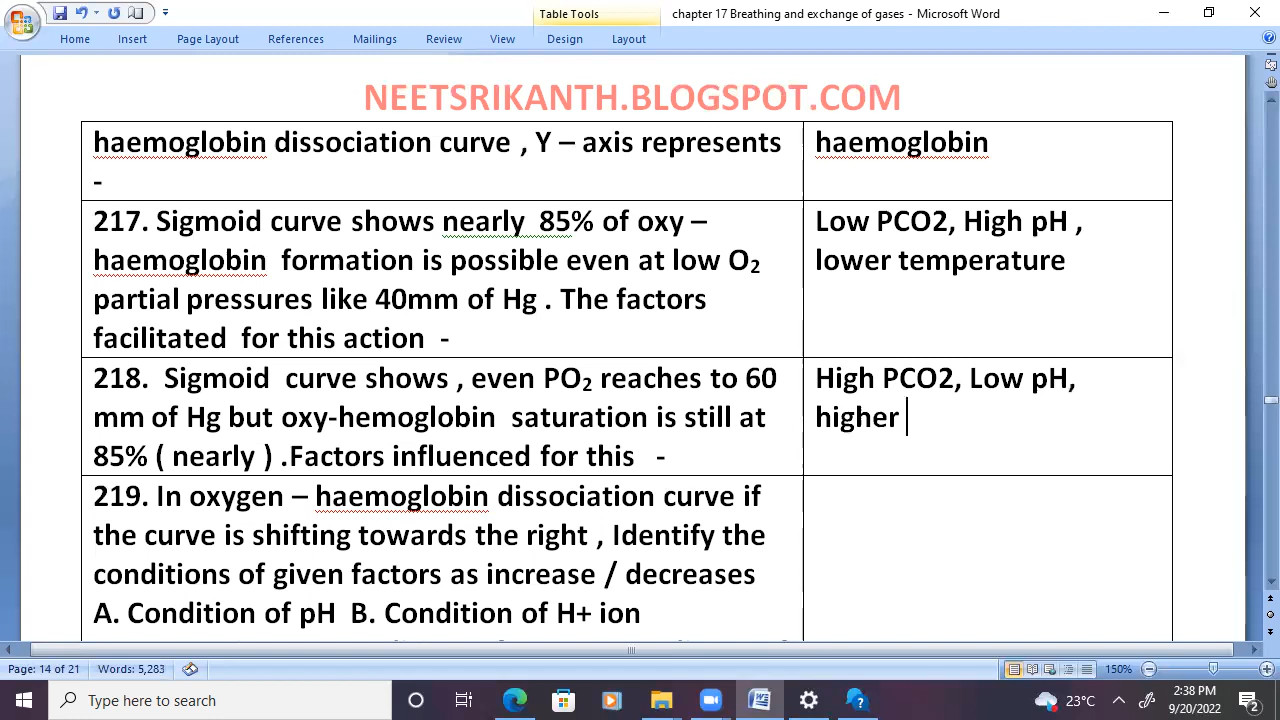 Table Tools
chapter 17 Breathing and exchange of gases - Microsoft Word
Home Insert Page Layout References Mailings Review View Design Layout
NEETSRIKANTH.BLOGSPOT.COM
haemoglobin dissociation curve , Y – axis represents
-
haemoglobin
217. Sigmoid curve shows nearly 85% of oxy –
haemoglobin formation is possible even at low O₂
partial pressures like 40mm of Hg . The factors
facilitated for this action -
Low PCO2, High pH ,
lower temperature
218. Sigmoid curve shows , even PO₂ reaches to 60
mm of Hg but oxy-hemoglobin saturation is still at
85% ( nearly ) .Factors influenced for this -
High PCO2, Low pH,
higher
219. In oxygen – haemoglobin dissociation curve if
the curve is shifting towards the right , Identify the
conditions of given factors as increase / decreases
A. Condition of pH B. Condition of H+ ion
Page: 14 of 21 Words: 5,283 150%
Type here to search 23°C 2:38 PM
9/20/2022 2